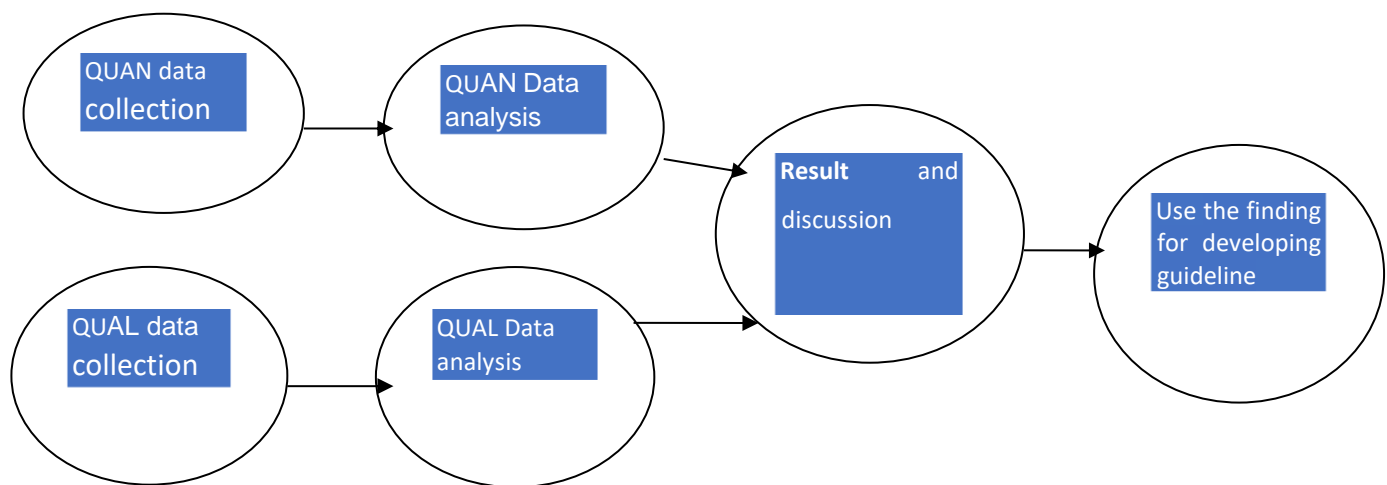 QUAN data
collection
QUAN Data
analysis
Result and
discussion
Use the finding
for developing
guideline
QUAL data
collection
QUAL Data
analysis